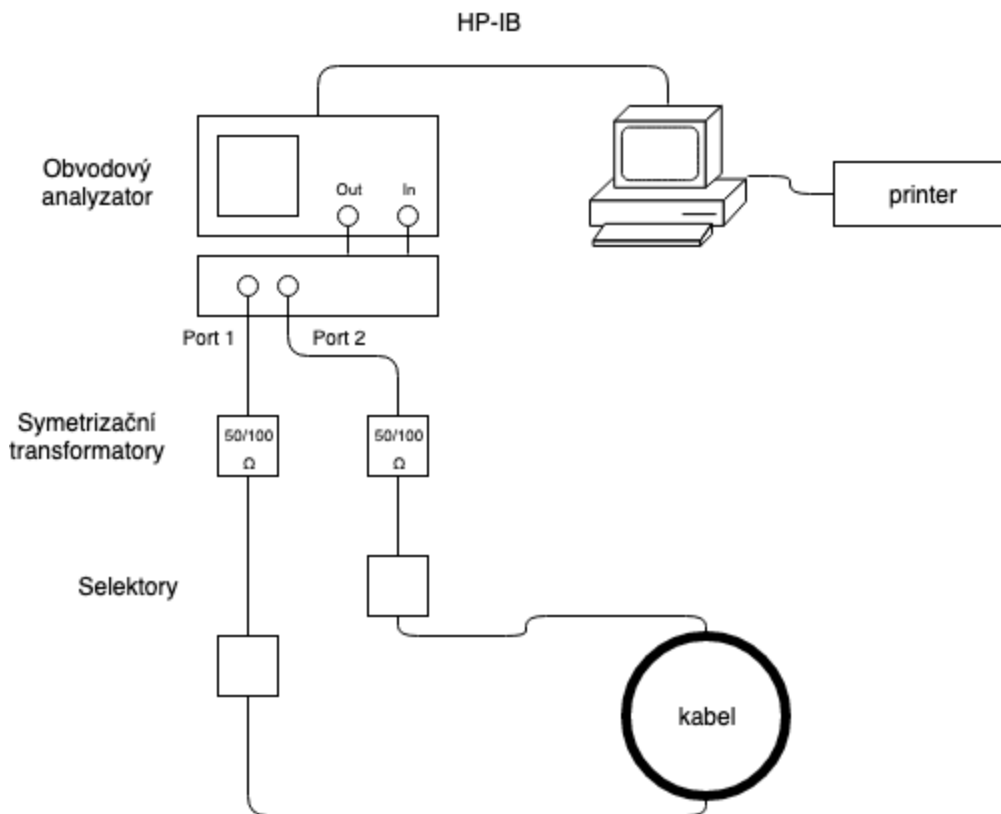 HP-IB
Obvodový
analyzator
Out
In
printer
Port 1
Port 2
Symetrizační
transformatory
50/100
Ω
50/100
Ω
Selektory
kabel